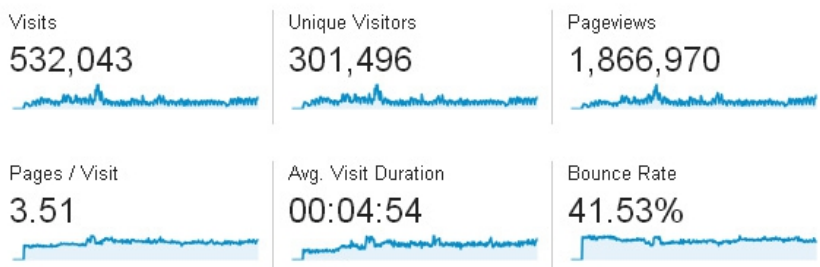 Visits
532,043
Unique Visitors
301,496
Pageviews
1,866,970
Pages / Visit
3.51
Avg. Visit Duration
00:04:54
Bounce Rate
41.53%